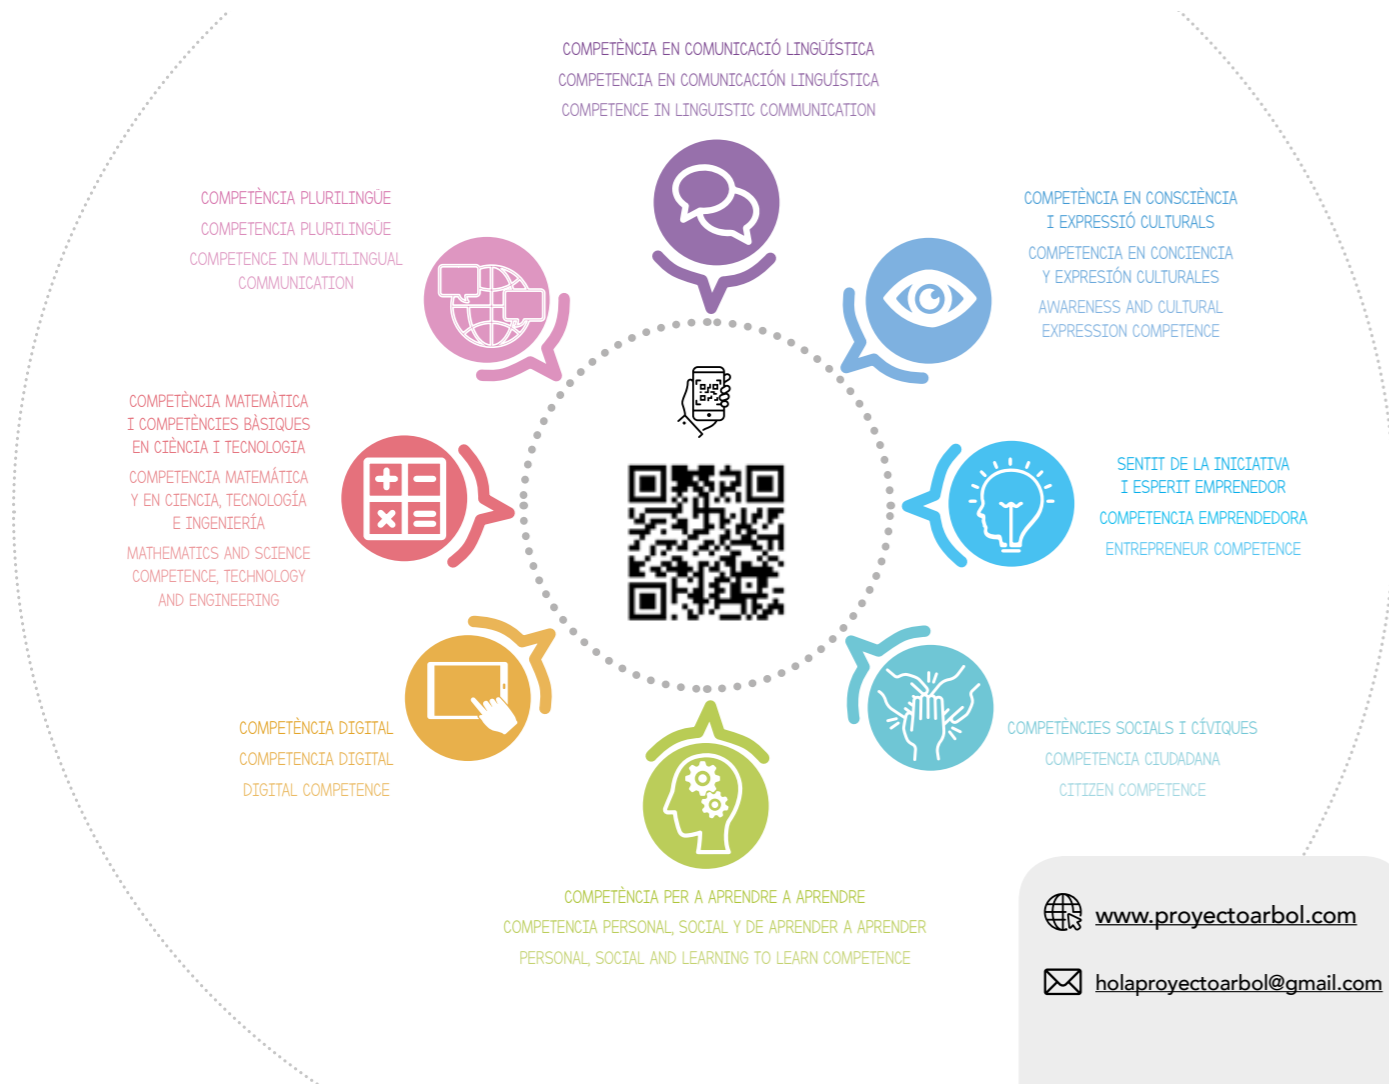 COMPETÈNCIA EN COMUNICACIÓ LINGÜÍSTICA
COMPETENCIA EN COMUNICACIÓN LINGUÍSTICA
COMPETENCE IN LINGUISTIC COMMUNICATION
COMPETÈNCIA PLURILINGÜE
COMPETENCIA PLURILINGÜE
COMPETENCE IN MULTILINGUAL
COMMUNICATION
COMPETÈNCIA EN CONSCIÈNCIA
I EXPRESSIÓ CULTURALS
COMPETENCIA EN CONCIENCIA
Y EXPRESIÓN CULTURALES
AWARENESS AND CULTURAL
EXPRESSION COMPETENCE
COMPETÈNCIA MATEMÀTICA
I COMPETÈNCIES BÀSIQUES
EN CIÈNCIA I TECNOLOGIA
COMPETENCIA MATEMÁTICA
Y EN CIENCIA, TECNOLOGÍA
E INGENIERÍA
MATHEMATICS AND SCIENCE
COMPETENCE, TECHNOLOGY
AND ENGINEERING
SENTIT DE LA INICIATIVA
I ESPERIT EMPRENEDOR
COMPETENCIA EMPRENDEDORA
ENTREPRENEUR COMPETENCE
COMPETÈNCIA DIGITAL
COMPETENCIA DIGITAL
DIGITAL COMPETENCE
COMPETÈNCIES SOCIALS I CÍVIQUES
COMPETENCIA CIUDADANA
CITIZEN COMPETENCE
COMPETÈNCIA PER A APRENDRE A APRENDRE
COMPETENCIA PERSONAL, SOCIAL Y DE APRENDER A APRENDER
PERSONAL, SOCIAL AND LEARNING TO LEARN COMPETENCE
www.proyectoarbol.com
holaproyectoarbol@gmail.com